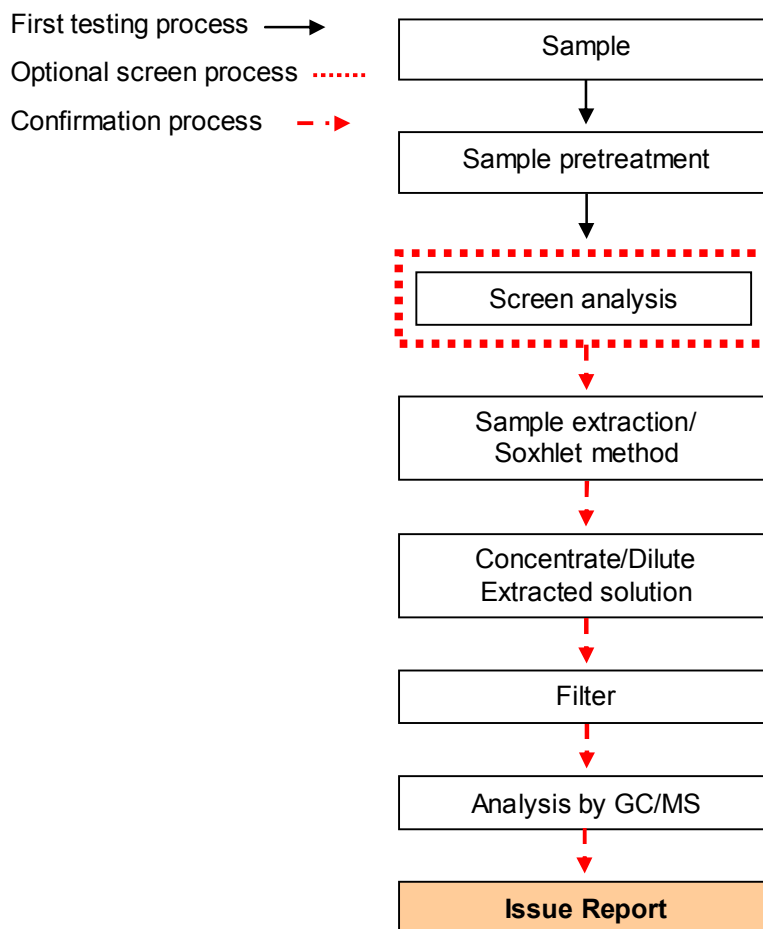 First testing process
Optional screen process
Confirmation process
Sample
Sample pretreatment
Screen analysis
Sample extraction/
Soxhlet method
Concentrate/Dilute
Extracted solution
Filter
Analysis by GC/MS
Issue Report